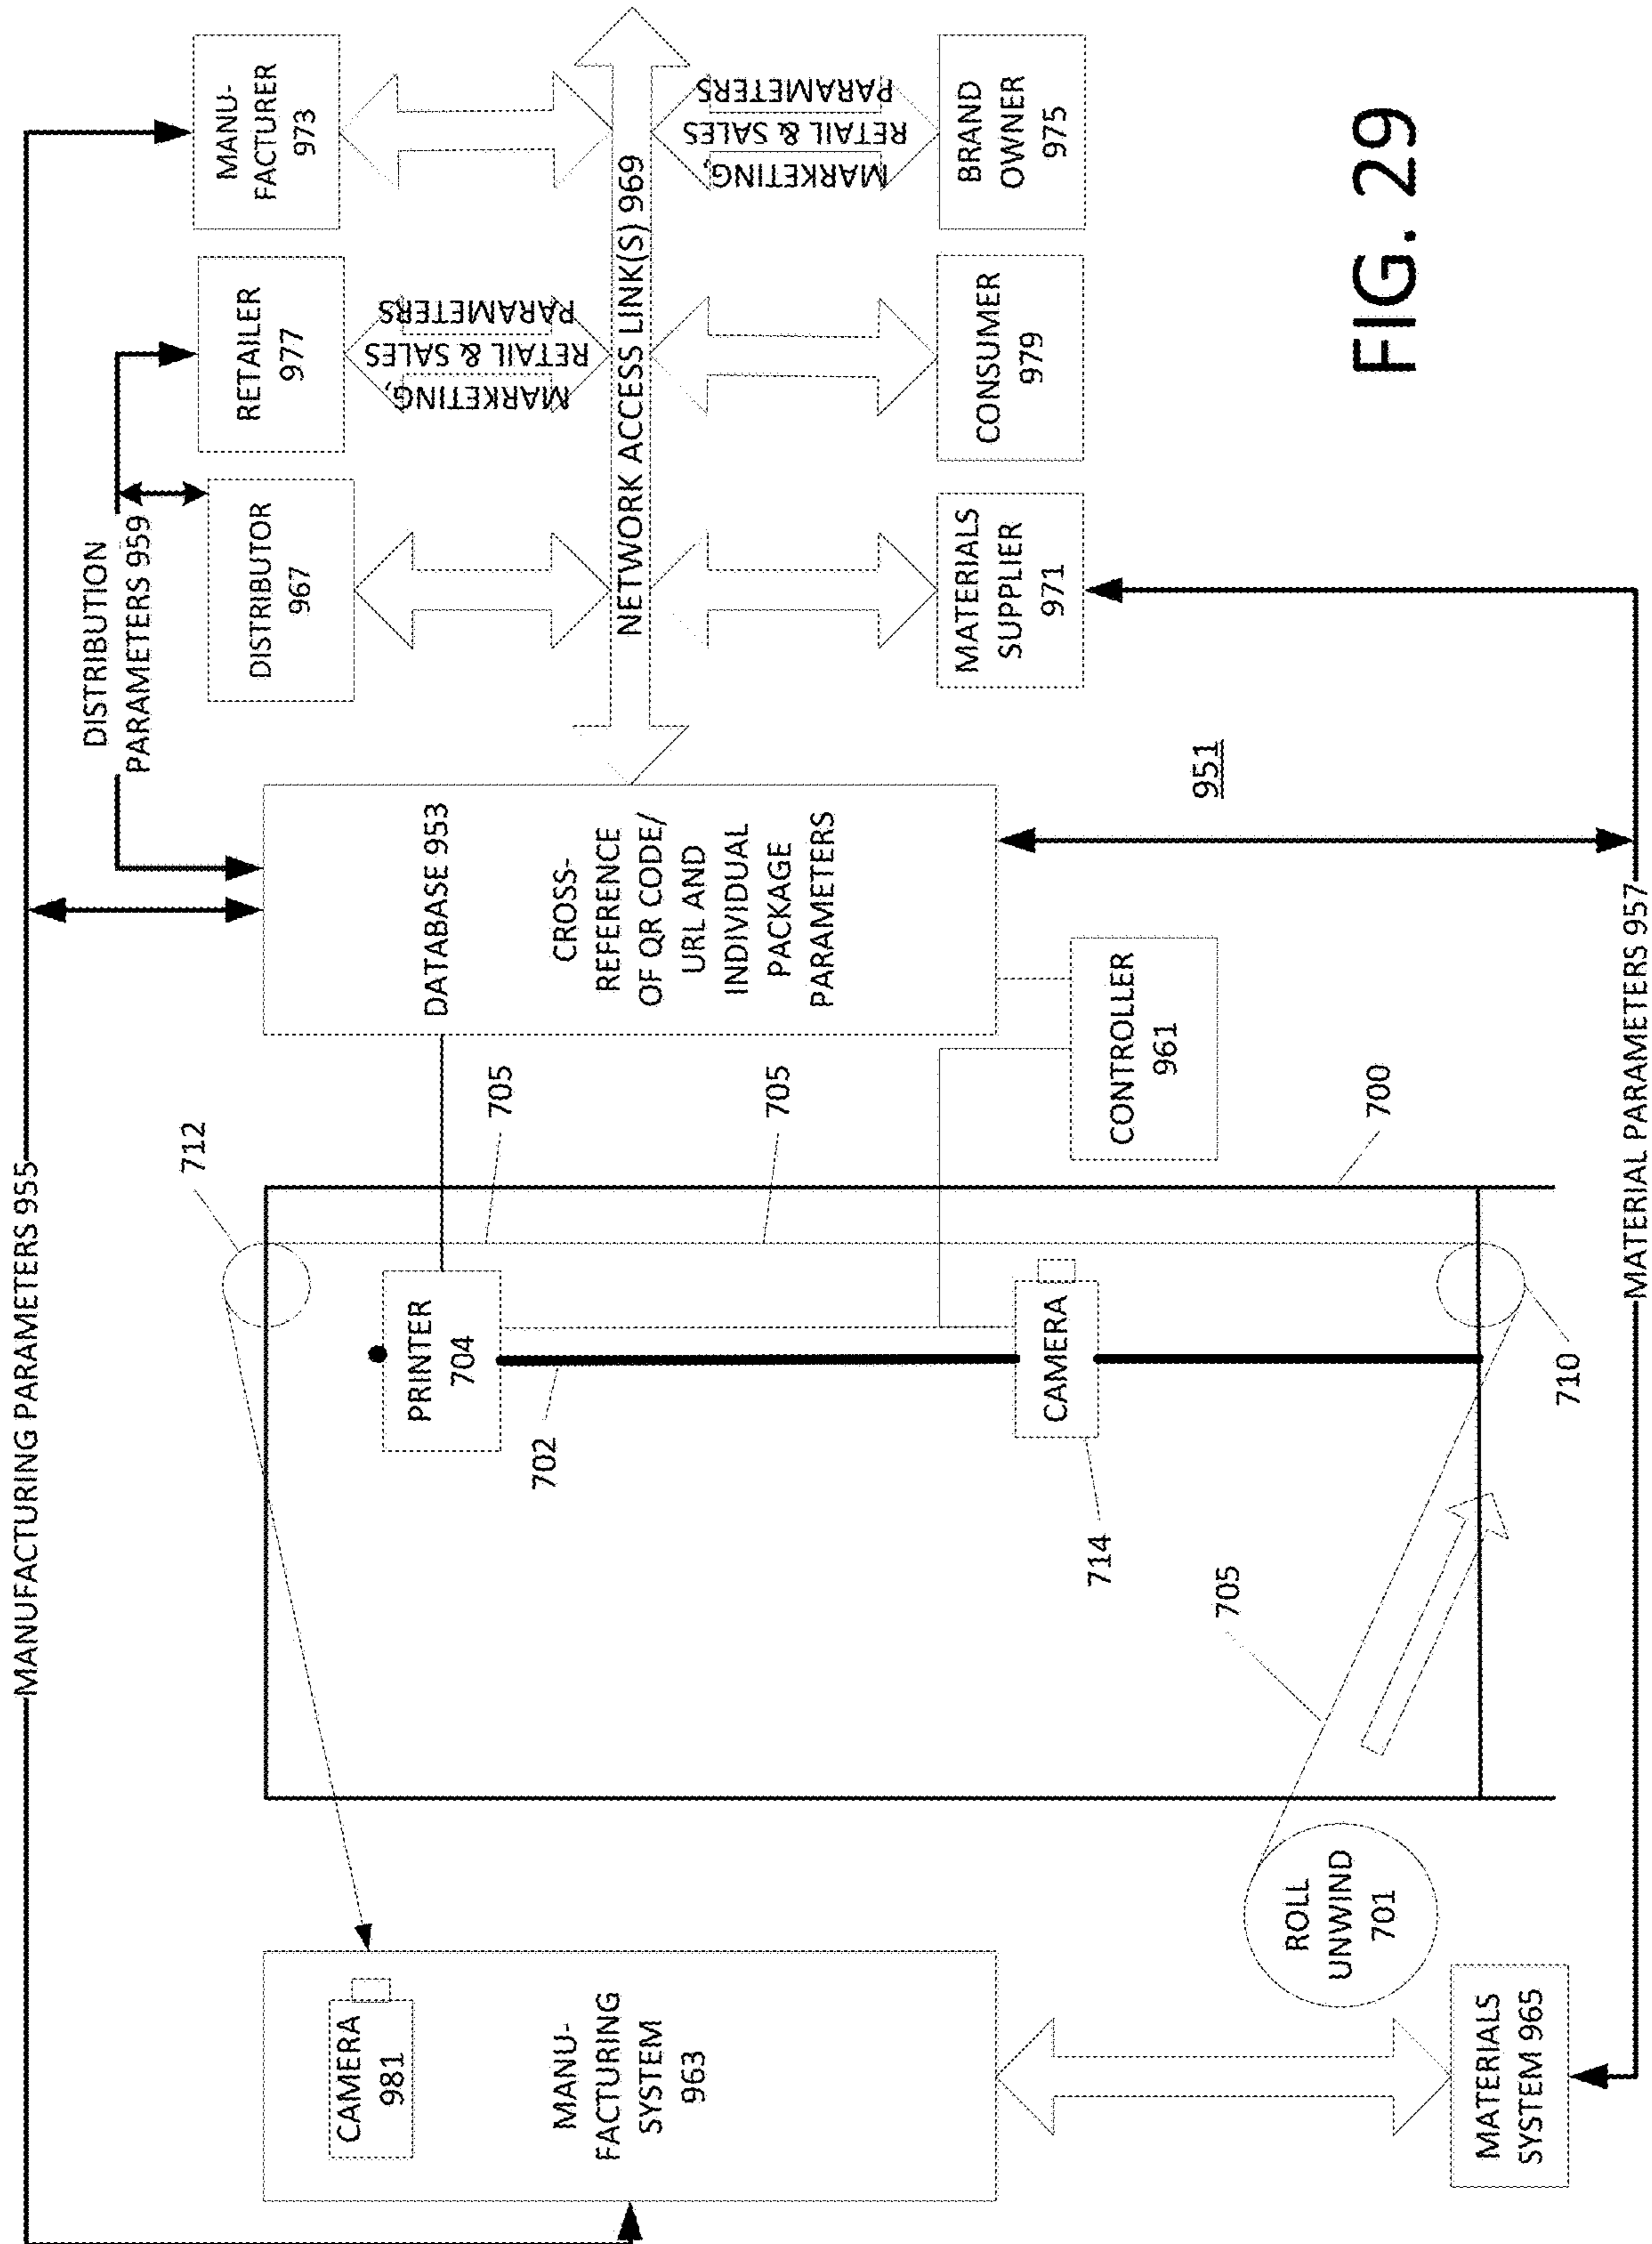 MANUFACTURING PARAMETERS 955
DISTRIBUTION
PARAMETERS 959
712
CAMERA
981
MANU-
FACTURING
SYSTEM
963
PRINTER
704
705
705
702
DATABASE 953
CROSS-
REFERENCE
OF QR CODE/
URL AND
INDIVIDUAL
PACKAGE
PARAMETERS
DISTRIBUTOR
967
RETAILER
977
MANU-
FACTURER
973
MARKETING,
RETAIL & SALES
PARAMETERS
NETWORK ACCESS LINK(S) 969
MARKETING,
RETAIL & SALES
PARAMETERS
MATERIALS
SUPPLIER
971
CONSUMER
979
BRAND
OWNER
975
CAMERA
714
CONTROLLER
961
951
705
700
ROLL
UNWIND
701
710
MATERIALS
SYSTEM 965
MATERIAL PARAMETERS 957
FIG. 29